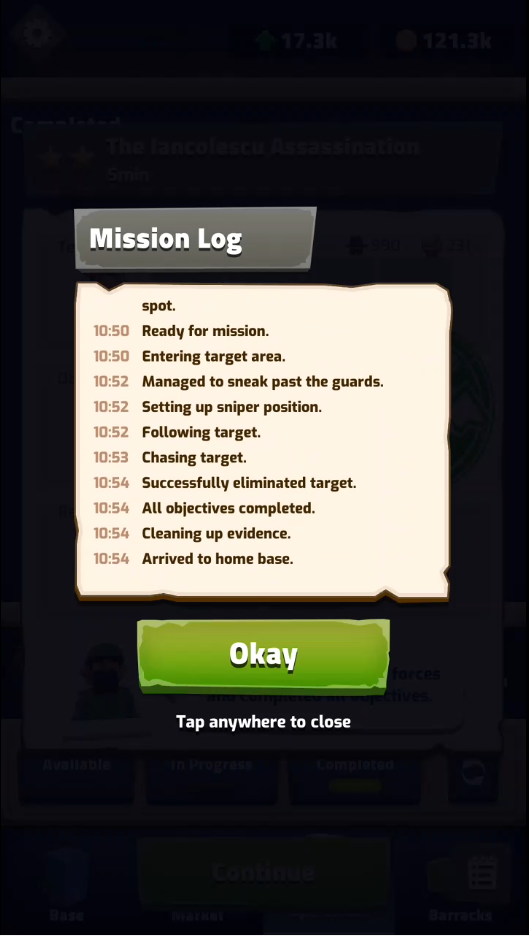 17.3k
121.3k
Completed
The Iancolescu Assassination
5min
Mission Log
spot.
10:50 Ready for mission.
10:50 Entering target area.
10:52 Managed to sneak past the guards.
10:52 Setting up sniper position.
10:52 Following target.
10:53 Chasing target.
10:54 Successfully eliminated target.
10:54 All objectives completed.
10:54 Cleaning up evidence.
10:54 Arrived to home base.
Okay
forces
and completed all objectives.
Tap anywhere to close
Available
In Progress
Completed
Continue
Base
Market
Barracks